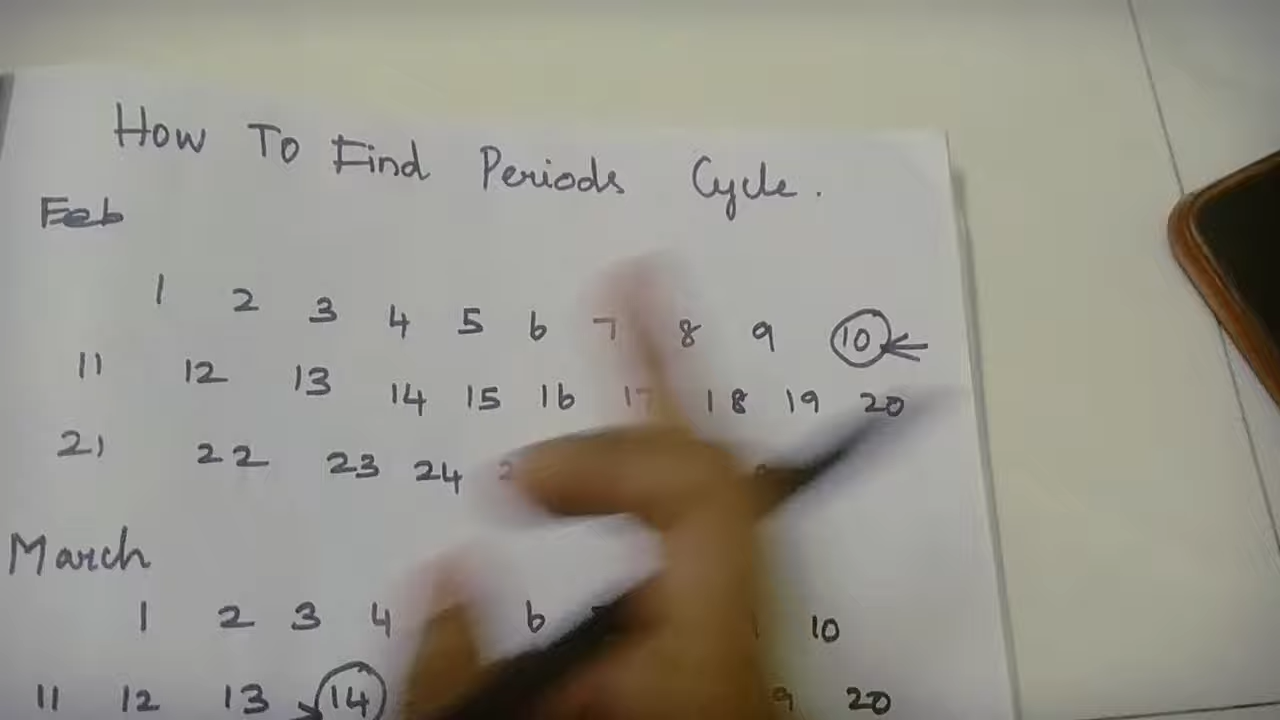 How To Find Periods Cycle.
Feb
1 2 3 4 5 6 7 8 9 10
11 12 13 14 15 16 17 18 19 20
21 22 23 24
March
1 2 3 4 6 10
11 12 13 14 20